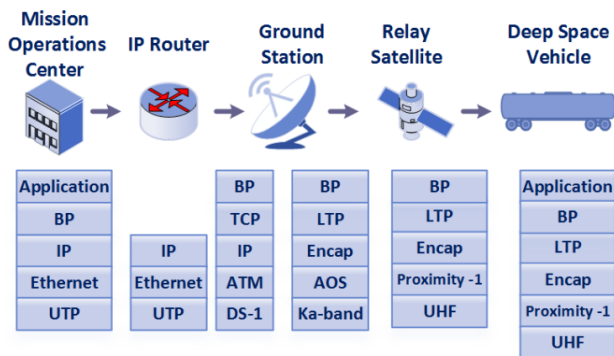 Mission
Operations
Center
IP Router
Ground
Station
Relay
Satellite
Deep Space
Vehicle
Application
BP
IP
Ethernet
UTP
IP
Ethernet
UTP
BP
TCP
IP
ATM
DS-1
BP
LTP
Encap
AOS
Ka-band
BP
LTP
Encap
Proximity -1
UHF
Application
BP
LTP
Encap
Proximity -1
UHF